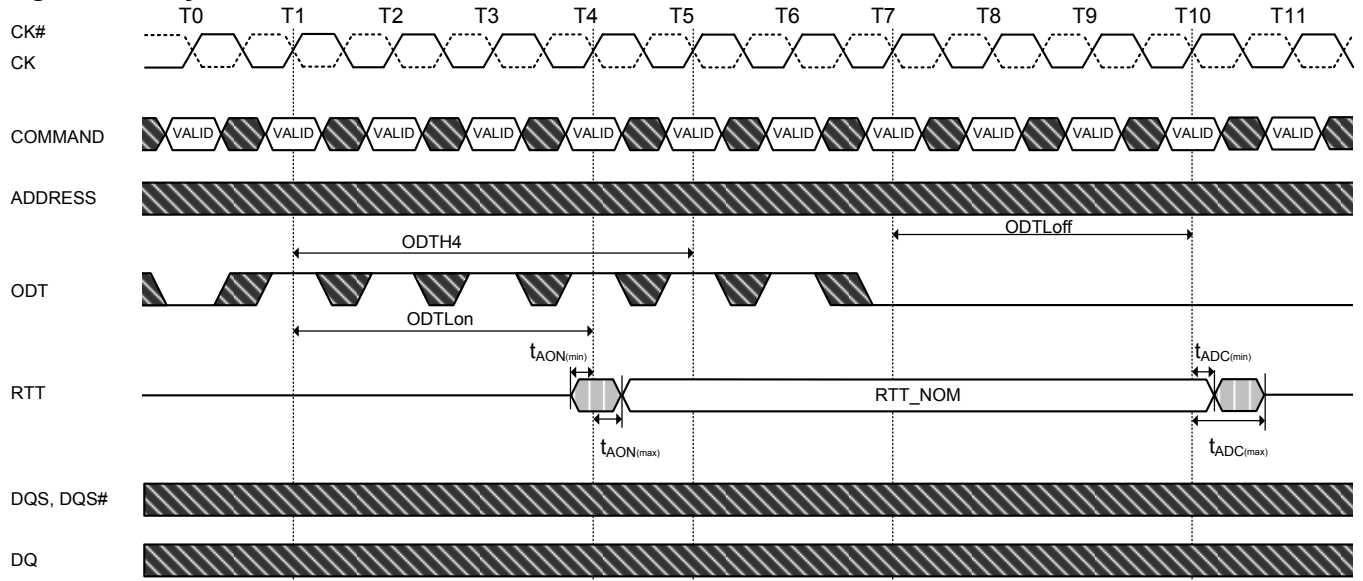 T0 T1 T2 T3 T4 T5 T6 T7 T8 T9 T10 T11
CK#
CK
COMMAND VALID VALID VALID VALID VALID VALID VALID VALID VALID VALID VALID
ADDRESS
ODTLoff
ODTH4
ODT
ODTLon
tAON(min) tADC(min)
RTT RTT_NOM
tAON(max) tADC(max)
DQS, DQS#
DQ